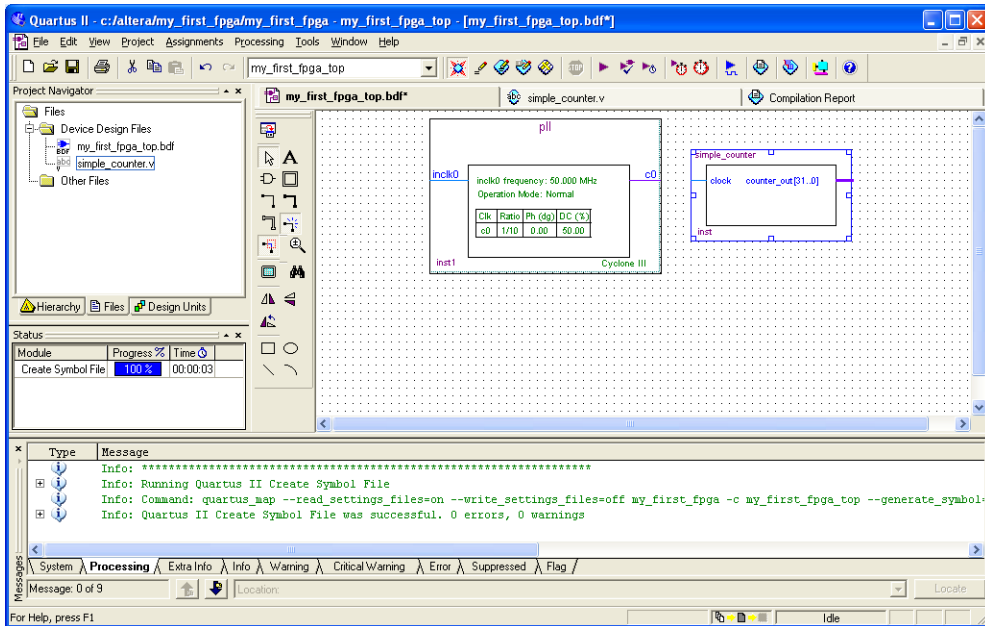 Quartus II - c:/altera/my_first_fpga/my_first_fpga - my_first_fpga_top - [my_first_fpga_top.bdf*]
File Edit View Project Assignments Processing Tools Window Help
my_first_fpga_top
Project Navigator
Files
Device Design Files
BDF my_first_fpga_top.bdf
abc simple_counter.v
Other Files
Hierarchy Files Design Units
my_first_fpga_top.bdf*
abc simple_counter.v
Compilation Report
A
pll
inclk0
c0
inclk0 frequency: 50.000 MHz
Operation Mode: Normal
Clk Ratio Ph (dg) DC (%)
c0 1/10 0.00 50.00
inst1
Cyclone III
simple_counter
clock counter_out[31..0]
inst
Status
Module Progress % Time
Create Symbol File 100 % 00:00:03
Type Message
Info: *******************************************************************
Info: Running Quartus II Create Symbol File
Info: Command: quartus_map --read_settings_files=on --write_settings_files=off my_first_fpga -c my_first_fpga_top --generate_symbol=
Info: Quartus II Create Symbol File was successful. 0 errors, 0 warnings
System Processing Extra Info Info Warning Critical Warning Error Suppressed Flag
Messages
Message: 0 of 9
Location:
Locate
For Help, press F1
Idle